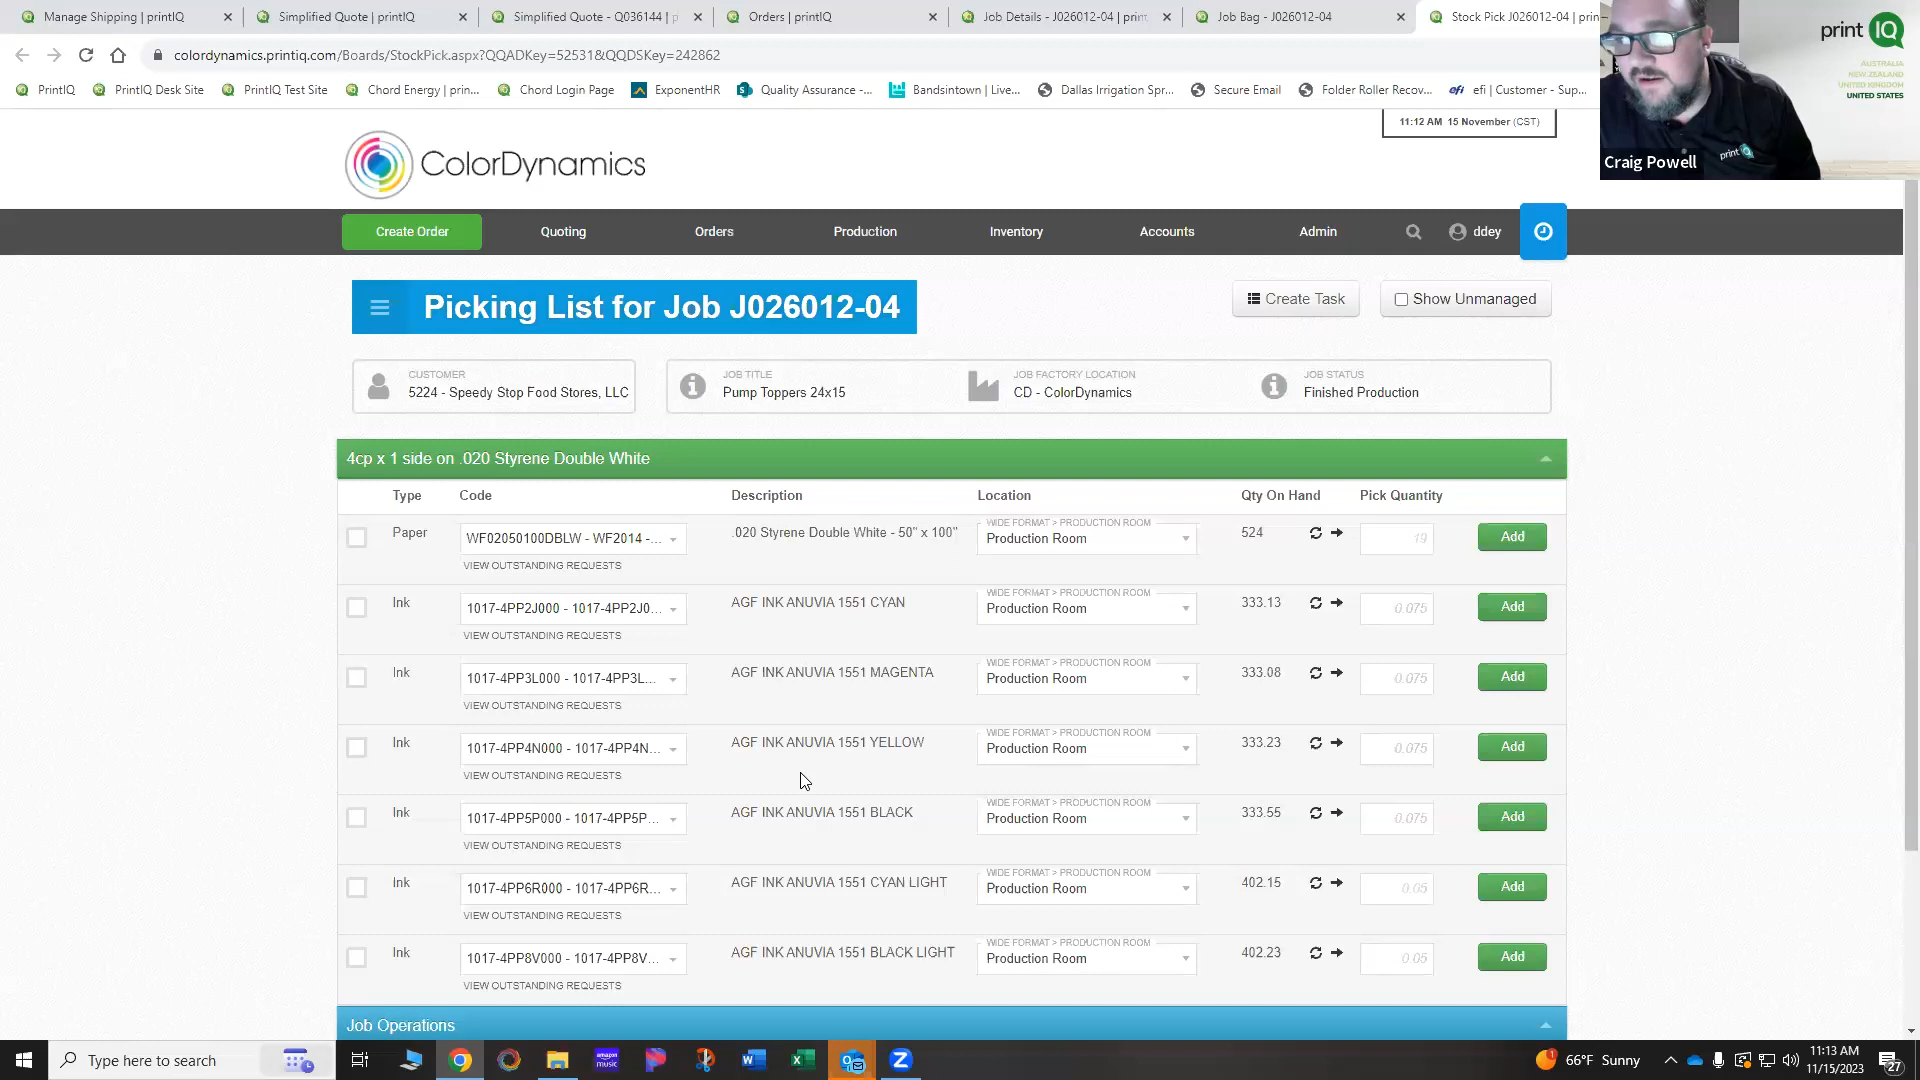 Manage Shipping | printIQ
Simplified Quote | printIQ
Simplified Quote - Q036144 | p
Orders | printIQ
Job Details - J026012-04 | print
Job Bag - J026012-04
Stock Pick J026012-04 | prin
colordynamics.printiq.com/Boards/StockPick.aspx?QQADKey=52531&QQDSKey=242862
PrintIQ
PrintIQ Desk Site
PrintIQ Test Site
Chord Energy | prin...
Chord Login Page
ExponentHR
Quality Assurance -...
Bandsintown | Live...
Dallas Irrigation Spr...
Secure Email
Folder Roller Recov...
efi | Customer - Sup...
print IQ
AUSTRALIA
NEW ZEALAND
UNITED KINGDOM
UNITED STATES
print
Craig Powell
11:12 AM 15 November (CST)
ColorDynamics
Create Order
Quoting
Orders
Production
Inventory
Accounts
Admin
ddey
Picking List for Job J026012-04
Create Task
Show Unmanaged
CUSTOMER
5224 - Speedy Stop Food Stores, LLC
JOB TITLE
Pump Toppers 24x15
JOB FACTORY LOCATION
CD - ColorDynamics
JOB STATUS
Finished Production
4cp x 1 side on .020 Styrene Double White
Type Code Description Location Qty On Hand Pick Quantity
WIDE FORMAT > PRODUCTION ROOM
Paper WF02050100DBLW - WF2014 -... .020 Styrene Double White - 50" x 100" Production Room 524 19 Add
VIEW OUTSTANDING REQUESTS
WIDE FORMAT > PRODUCTION ROOM
Ink 1017-4PP2J000 - 1017-4PP2J0... AGF INK ANUVIA 1551 CYAN Production Room 333.13 0.075 Add
VIEW OUTSTANDING REQUESTS
WIDE FORMAT > PRODUCTION ROOM
Ink 1017-4PP3L000 - 1017-4PP3L... AGF INK ANUVIA 1551 MAGENTA Production Room 333.08 0.075 Add
VIEW OUTSTANDING REQUESTS
WIDE FORMAT > PRODUCTION ROOM
Ink 1017-4PP4N000 - 1017-4PP4N... AGF INK ANUVIA 1551 YELLOW Production Room 333.23 0.075 Add
VIEW OUTSTANDING REQUESTS
WIDE FORMAT > PRODUCTION ROOM
Ink 1017-4PP5P000 - 1017-4PP5P... AGF INK ANUVIA 1551 BLACK Production Room 333.55 0.075 Add
VIEW OUTSTANDING REQUESTS
WIDE FORMAT > PRODUCTION ROOM
Ink 1017-4PP6R000 - 1017-4PP6R... AGF INK ANUVIA 1551 CYAN LIGHT Production Room 402.15 0.05 Add
VIEW OUTSTANDING REQUESTS
WIDE FORMAT > PRODUCTION ROOM
Ink 1017-4PP8V000 - 1017-4PP8V... AGF INK ANUVIA 1551 BLACK LIGHT Production Room 402.23 0.05 Add
VIEW OUTSTANDING REQUESTS
Job Operations
Type here to search
amazon music
66°F Sunny
11:13 AM
11/15/2023
27